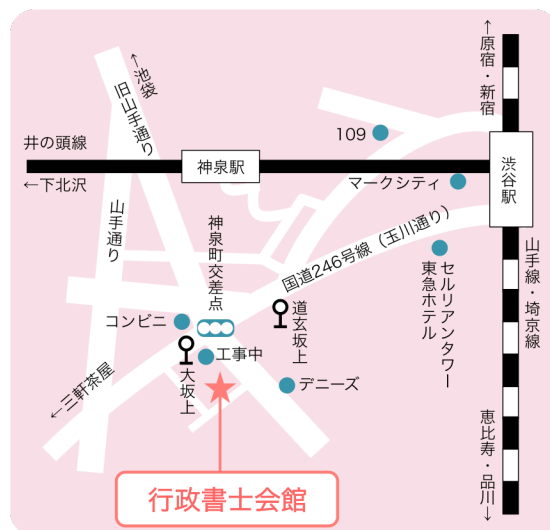 ←原宿・新宿
←池袋
旧山手通り
109
井の頭線
神泉駅
渋谷駅
←下北沢
マークシティ
山手通り
神泉町交差点
国道246号線（玉川通り）
山手線・埼京線
セルリアンタワー
東急ホテル
コンビニ
道玄坂上
工事中
大坂上
デニーズ
←三軒茶屋
恵比寿・品川→
行政書士会館